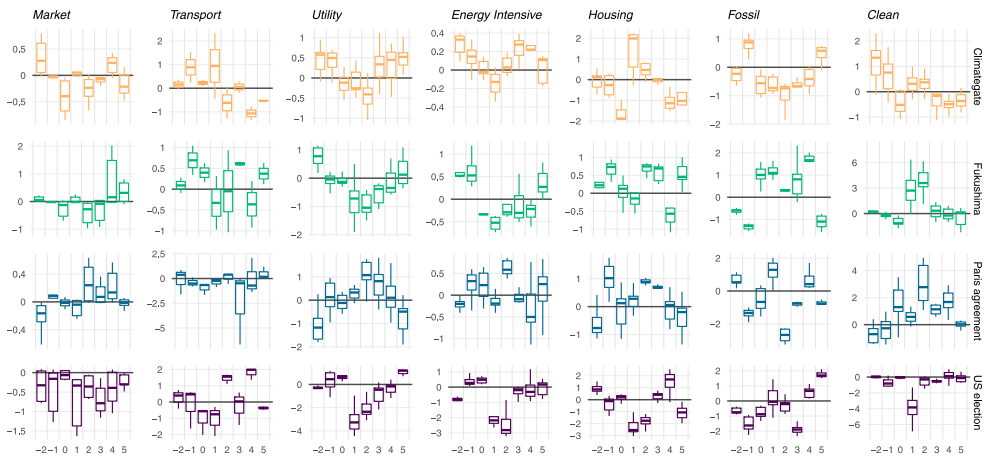 Market Transport Utility Energy Intensive Housing Fossil Clean
0.5 0 −0.5
1 0 −1
1 0.5 0 −0.5 −1
0.4 0.2 0 −0.2 −0.4
2 1 0 −1 −2
1 0 −1 −2
2 1 0 −1
Climategate
2 1 0 −1
1 0.5 0 −0.5 −1
1 0 −1 −2
1 0.5 0 −0.5
1 0.5 0 −0.5 −1
2 1 0 −1
6 3 0
Fukushima
0.4 0 −0.4
2,5 0 −2.5 −5
2 1 0 −1 −2
1 0.5 0 −0.5 −1
1 0 −1
2 0 −2
4 2 0
Paris agreement
0 −0.5 −1 −1.5
2 1 0 −1 −2
0 −2 −4
1 0 −1 −2 −3
2 1 0 −1 −2 −3
2 1 0 −1 −2
0 −2 −4 −6
US election
−2 −1 0 1 2 3 4 5 −2 −1 0 1 2 3 4 5 −2 −1 0 1 2 3 4 5 −2 −1 0 1 2 3 4 5 −2 −1 0 1 2 3 4 5 −2 −1 0 1 2 3 4 5 −2 −1 0 1 2 3 4 5